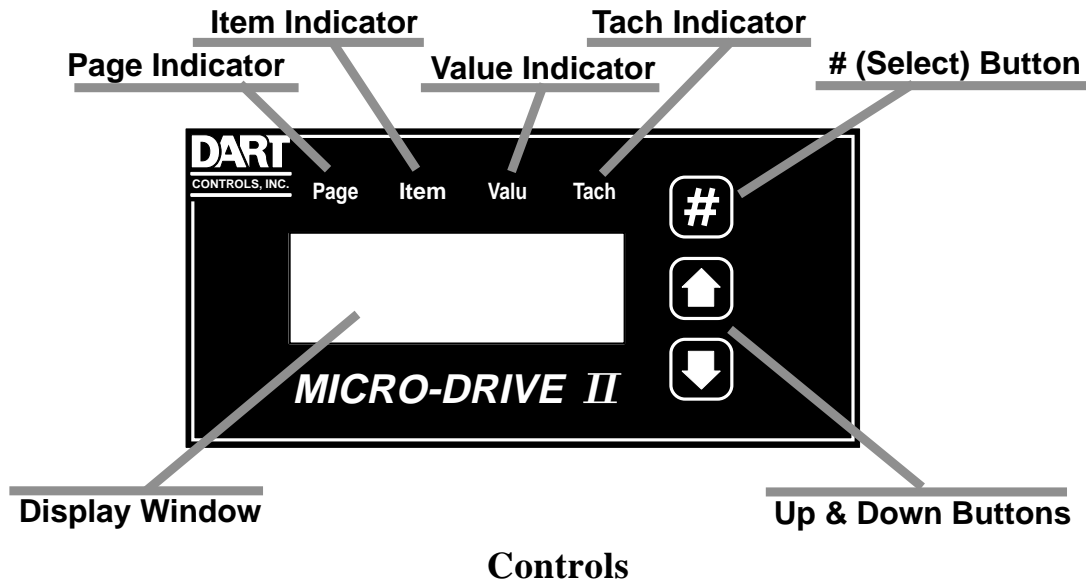 Item Indicator
Tach Indicator
Page Indicator
Value Indicator
# (Select) Button
DART
CONTROLS, INC.
Page Item Valu Tach
#
MICRO-DRIVE II
Display Window
Up & Down Buttons
Controls